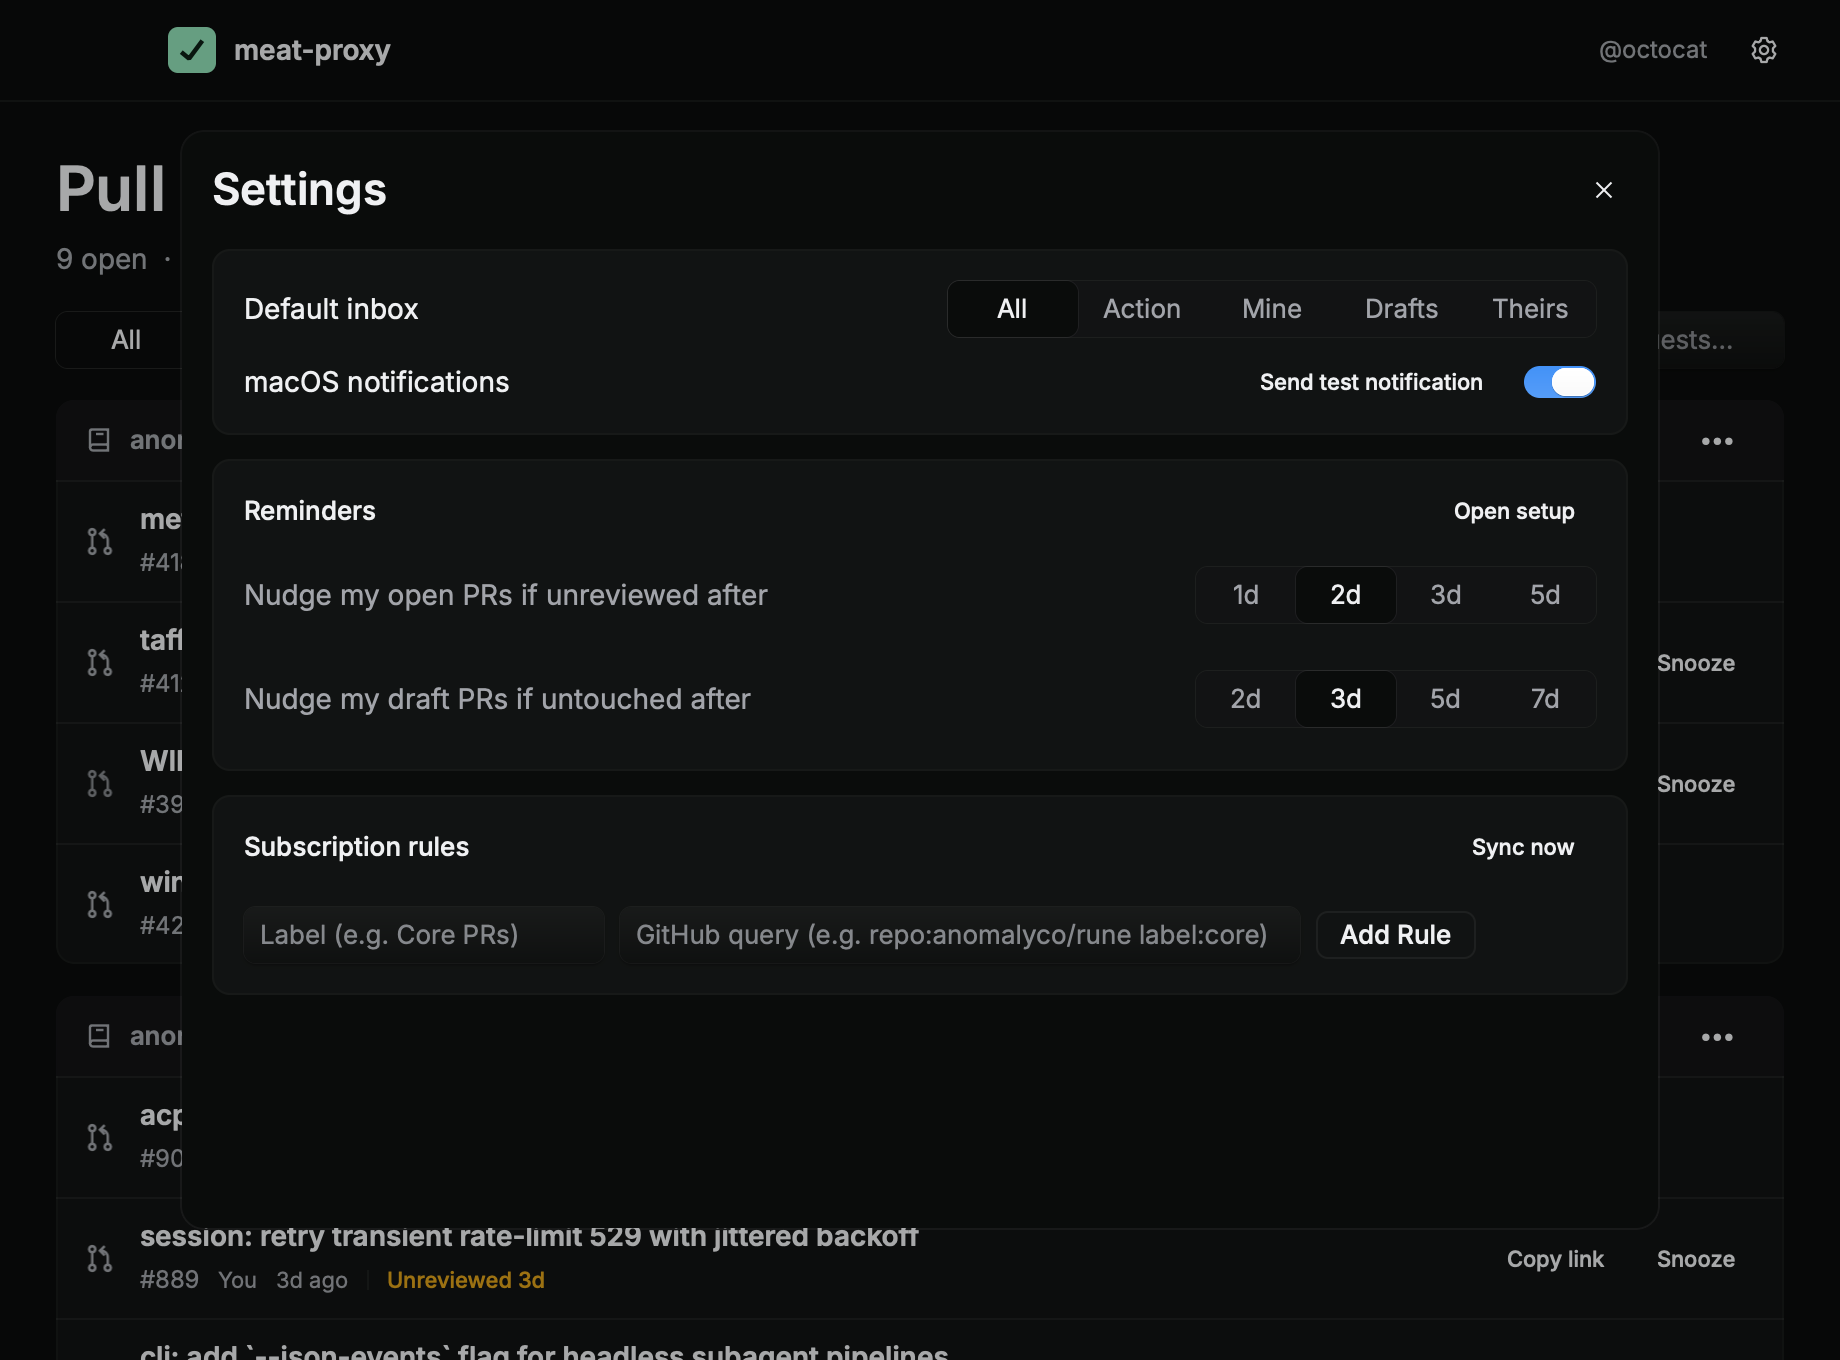 meat-proxy
@octocat
Pull
9 open ·
All
Settings
Default inbox
All Action Mine Drafts Theirs
macOS notifications
Send test notification
Reminders
Open setup
Nudge my open PRs if unreviewed after
1d 2d 3d 5d
Nudge my draft PRs if untouched after
2d 3d 5d 7d
Subscription rules
Sync now
Label (e.g. Core PRs)
GitHub query (e.g. repo:anomalyco/rune label:core)
Add Rule
Snooze
Snooze
session: retry transient rate-limit 529 with jittered backoff
#889 You 3d ago
Unreviewed 3d
Copy link
Snooze
cli: add `--json-events` flag for headless subagent pipelines